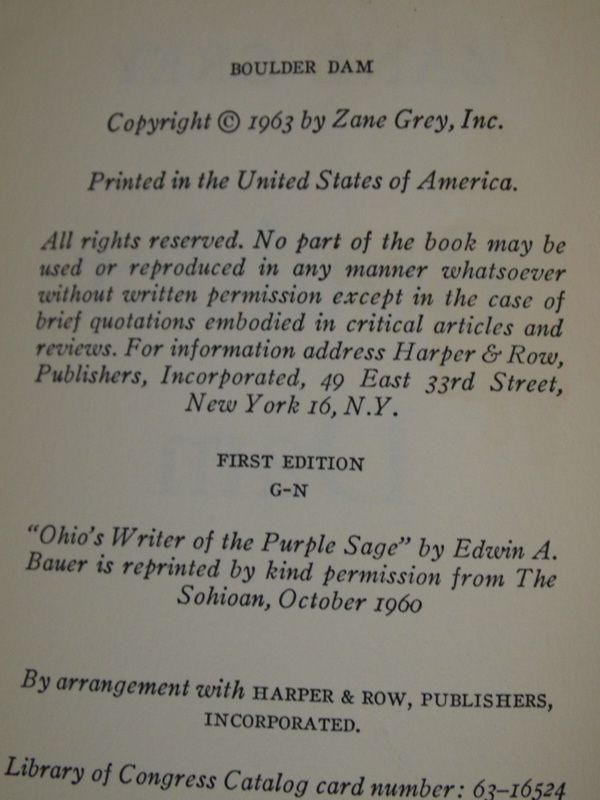 BOULDER DAM
Copyright © 1963 by Zane Grey, Inc.
Printed in the United States of America.
All rights reserved. No part of the book may be
used or reproduced in any manner whatsoever
without written permission except in the case of
brief quotations embodied in critical articles and
reviews. For information address Harper & Row,
Publishers, Incorporated, 49 East 33rd Street,
New York 16, N.Y.
FIRST EDITION
G-N
"Ohio's Writer of the Purple Sage" by Edwin A.
Bauer is reprinted by kind permission from The
Sohioan, October 1960
By arrangement with HARPER & ROW, PUBLISHERS,
INCORPORATED.
Library of Congress Catalog card number: 63-16524